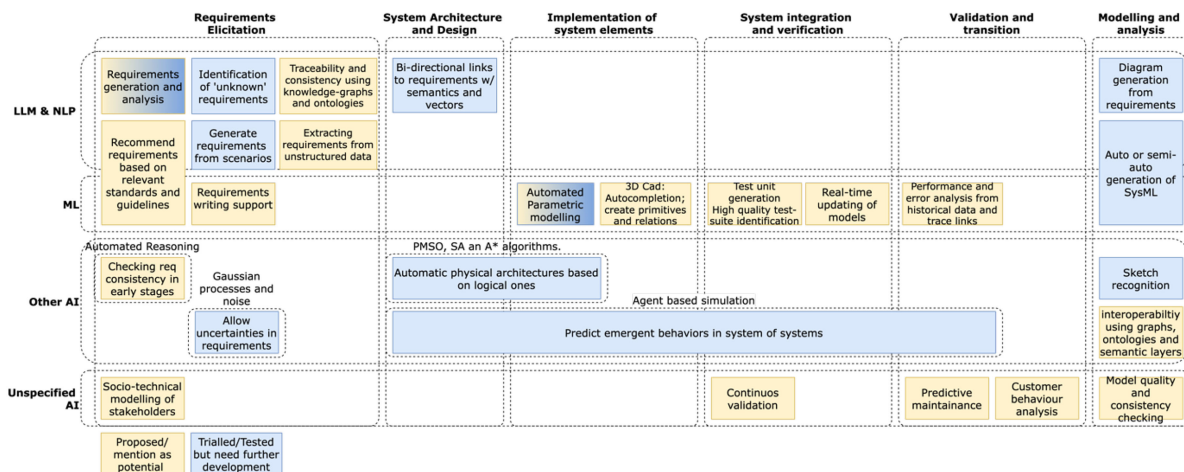 Requirements
Elicitation
System Architecture
and Design
Implementation of
system elements
System integration
and verification
Validation and
transition
Modelling and
analysis
LLM & NLP
Requirements
generation and
analysis
Identification
of 'unknown'
requirements
Traceability and
consistency using
knowledge-graphs
and ontologies
Bi-directional links
to requirements w/
semantics and
vectors
Diagram
generation from
requirements
Recommend
requirements
based on
relevant
standards and
guidelines
Generate
requirements
from scenarios
Extracting
requirements from
unstructured data
Auto or semi-
auto
generation of
SysML
ML
Requirements
writing support
Automated
Parametric
modelling
3D Cad:
Autocompletion;
create primitives
and relations
Test unit
generation
High quality test-
suite identification
Real-time
updating of
models
Performance and
error analysis from
historical data and
trace links
Other AI
Automated Reasoning
Checking req
consistency in
early stages
Gaussian
processes and
noise
Allow
uncertainties in
requirements
PMSO, SA an A* algorithms.
Automatic physical architectures based
on logical ones
Agent based simulation
Predict emergent behaviors in system of systems
Sketch
recognition
interoperabiltiy
using graphs,
ontologies and
semantic layers
Unspecified
AI
Socio-technical
modelling of
stakeholders
Continuos
validation
Predictive
maintainance
Customer
behaviour
analysis
Model quality
and
consistency
checking
Proposed/
mention as
potential
Trialled/Tested
but need further
development